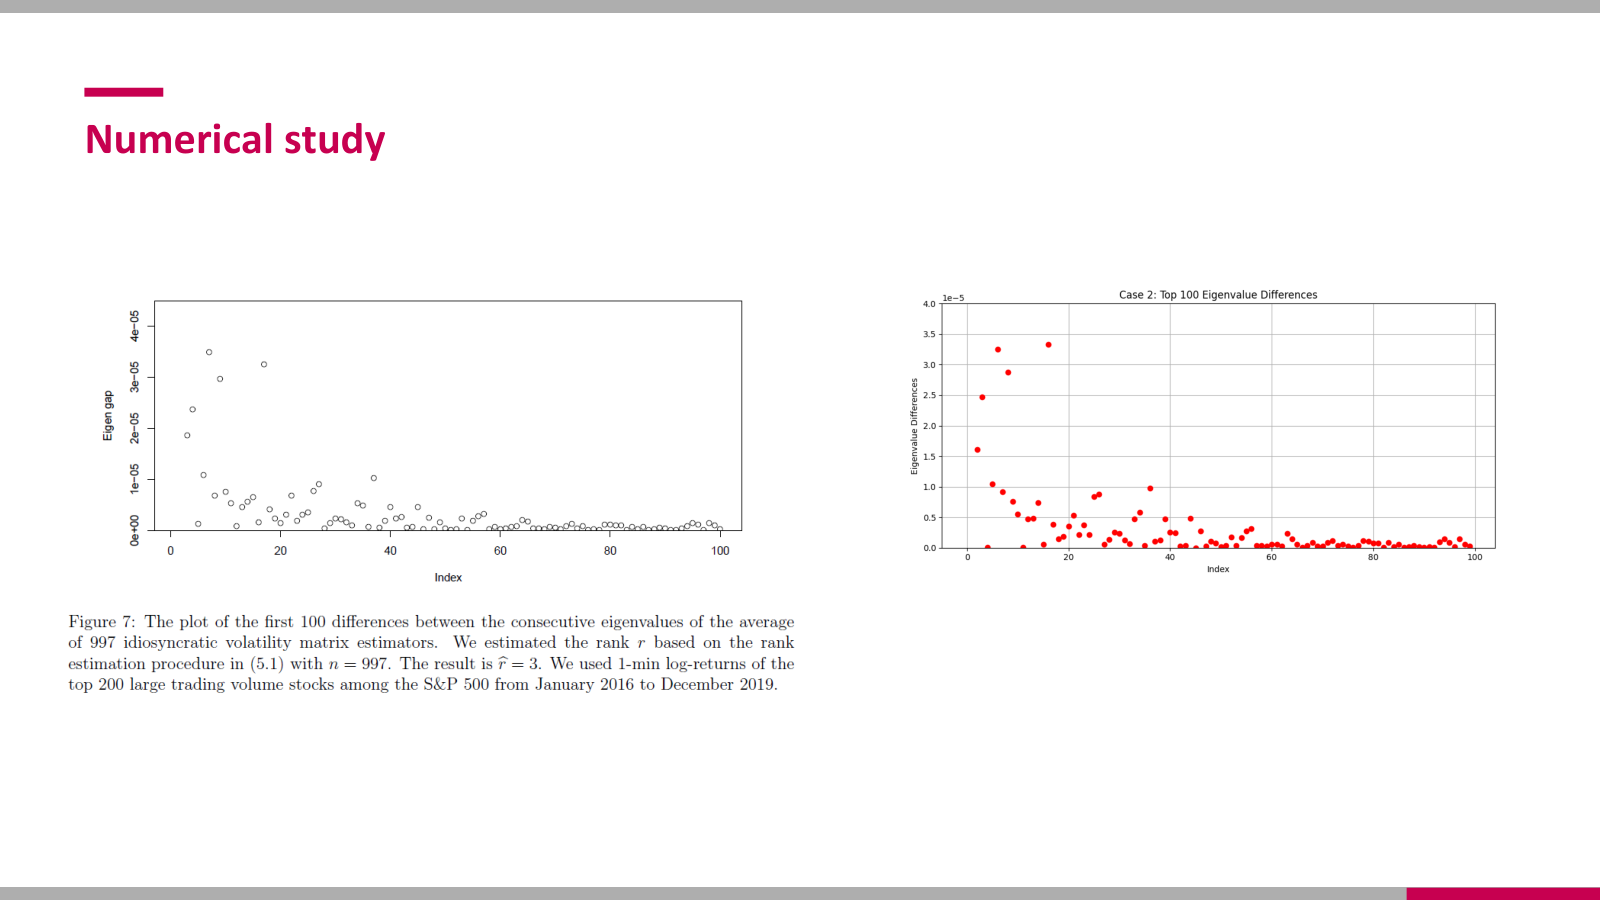 Numerical study
4e−05
3e−05
2e−05
1e−05
0e+00
Eigen gap
0
20
40
60
80
100
Index
Figure 7: The plot of the first 100 differences between the consecutive eigenvalues of the average
of 997 idiosyncratic volatility matrix estimators. We estimated the rank r based on the rank
estimation procedure in (5.1) with n = 997. The result is r̂ = 3. We used 1-min log-returns of the
top 200 large trading volume stocks among the S&P 500 from January 2016 to December 2019.
Case 2: Top 100 Eigenvalue Differences
1e−5
4.0
3.5
3.0
2.5
2.0
1.5
1.0
0.5
0.0
Eigenvalue Differences
0
20
40
60
80
100
Index